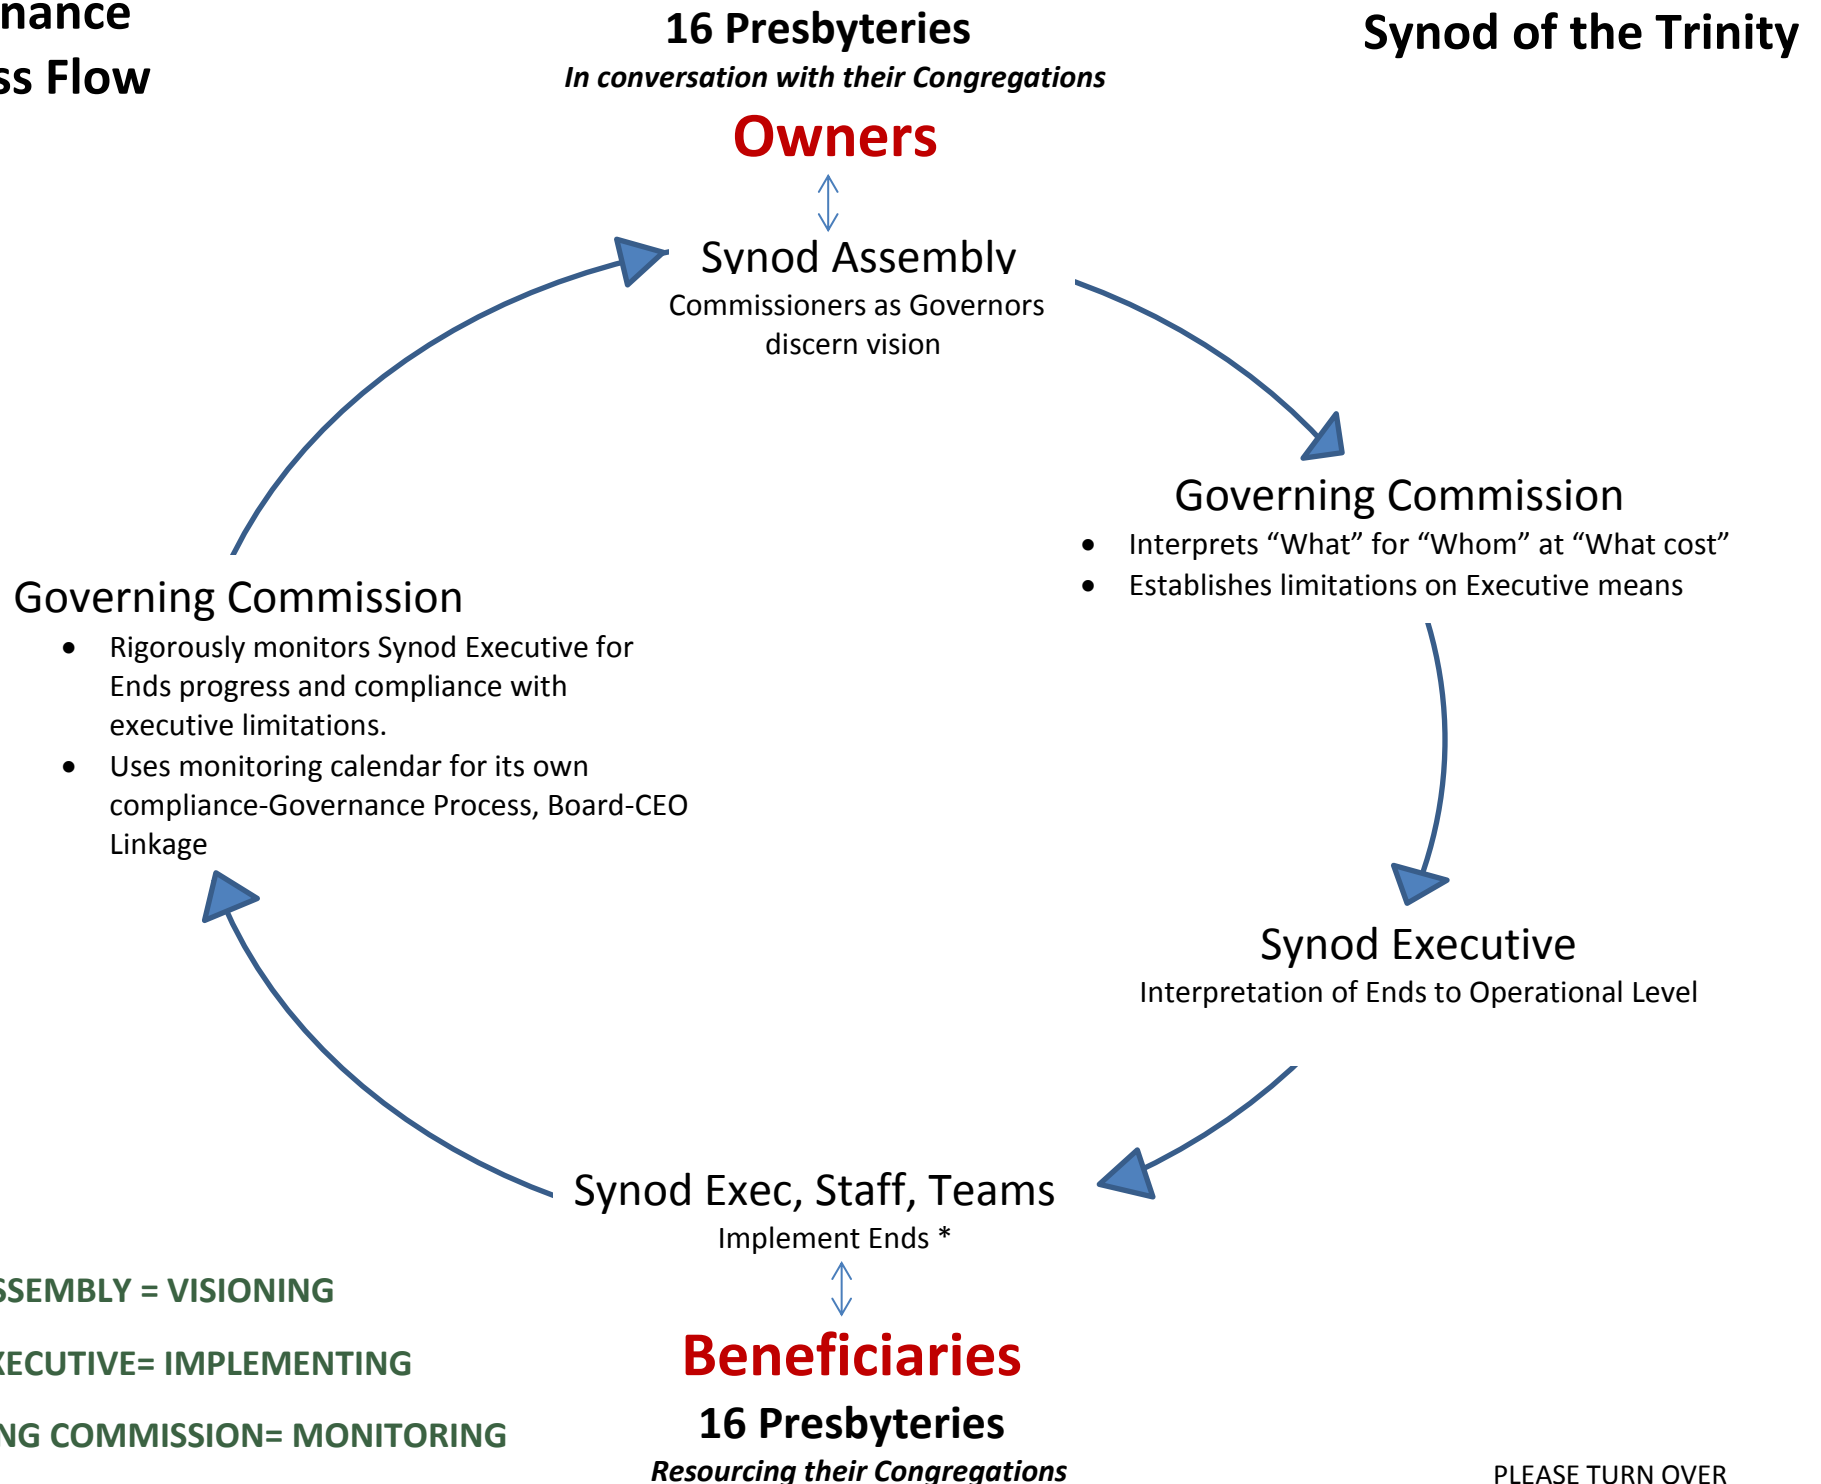 nance
ss Flow
16 Presbyteries
In conversation with their Congregations
Synod of the Trinity
Owners
Synod Assembly
Commissioners as Governors
discern vision
Governing Commission
• Interprets “What” for “Whom” at “What cost”
• Establishes limitations on Executive means
Governing Commission
• Rigorously monitors Synod Executive for
Ends progress and compliance with
executive limitations.
• Uses monitoring calendar for its own
compliance-Governance Process, Board-CEO
Linkage
Synod Executive
Interpretation of Ends to Operational Level
Synod Exec, Staff, Teams
Implement Ends *
SSEMBLY = VISIONING
XECUTIVE= IMPLEMENTING
NG COMMISSION= MONITORING
Beneficiaries
16 Presbyteries
Resourcing their Congregations
PLEASE TURN OVER